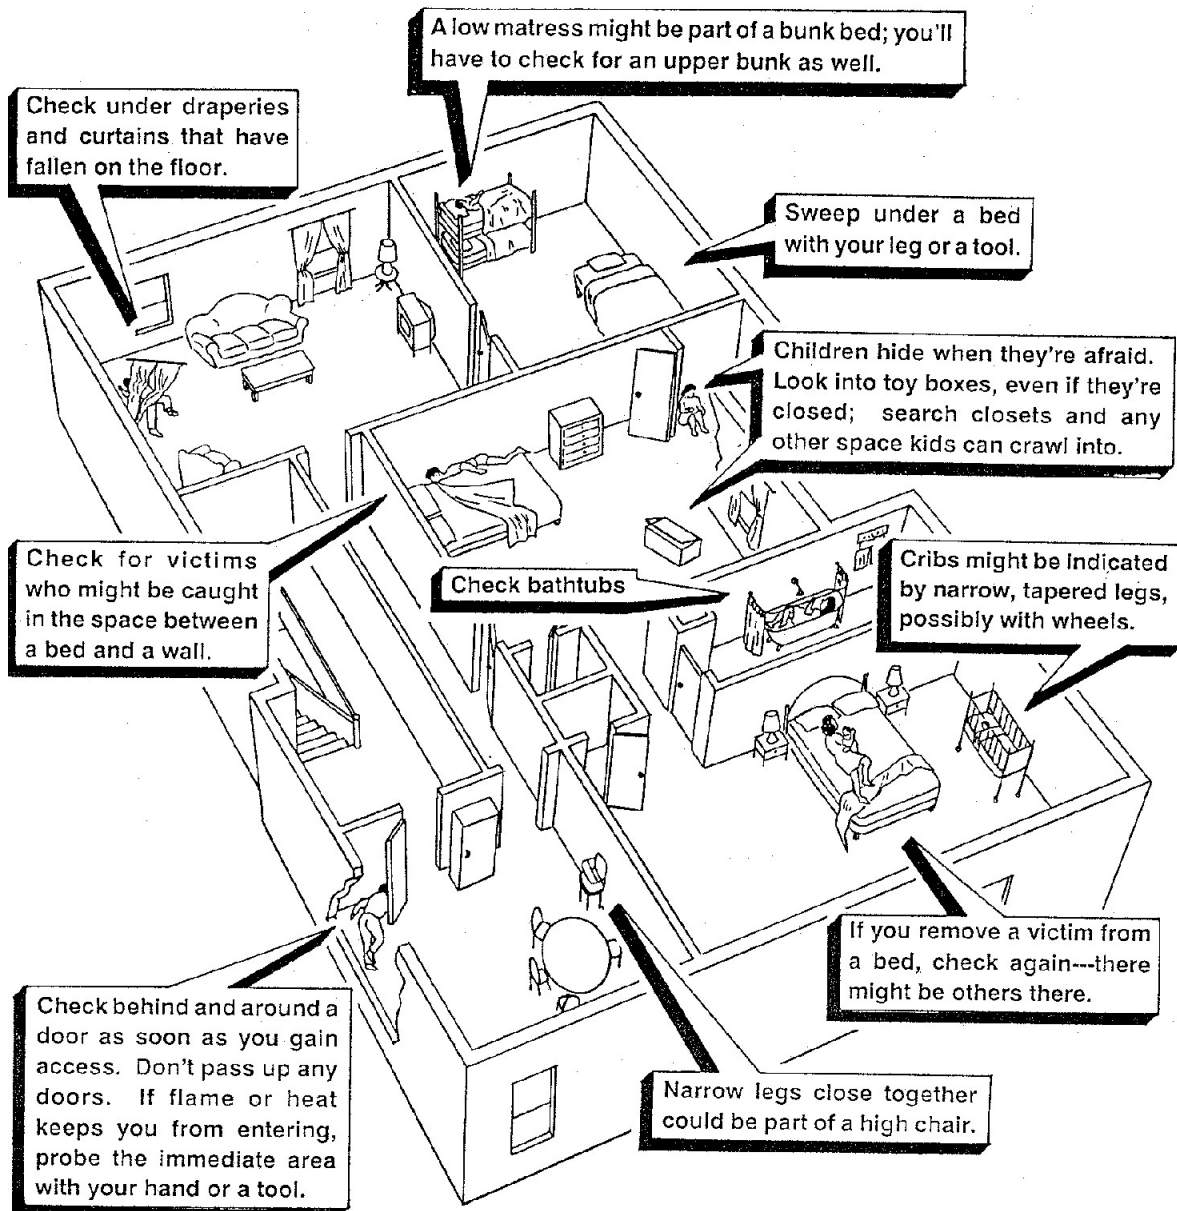 A low matress might be part of a bunk bed; you'll
have to check for an upper bunk as well.
Check under draperies
and curtains that have
fallen on the floor.
Sweep under a bed
with your leg or a tool.
Children hide when they're afraid.
Look into toy boxes, even if they're
closed; search closets and any
other space kids can crawl into.
Check for victims
who might be caught
in the space between
a bed and a wall.
Check bathtubs
Cribs might be indicated
by narrow, tapered legs,
possibly with wheels.
If you remove a victim from
a bed, check again---there
might be others there.
Check behind and around a
door as soon as you gain
access. Don't pass up any
doors. If flame or heat
keeps you from entering,
probe the immediate area
with your hand or a tool.
Narrow legs close together
could be part of a high chair.